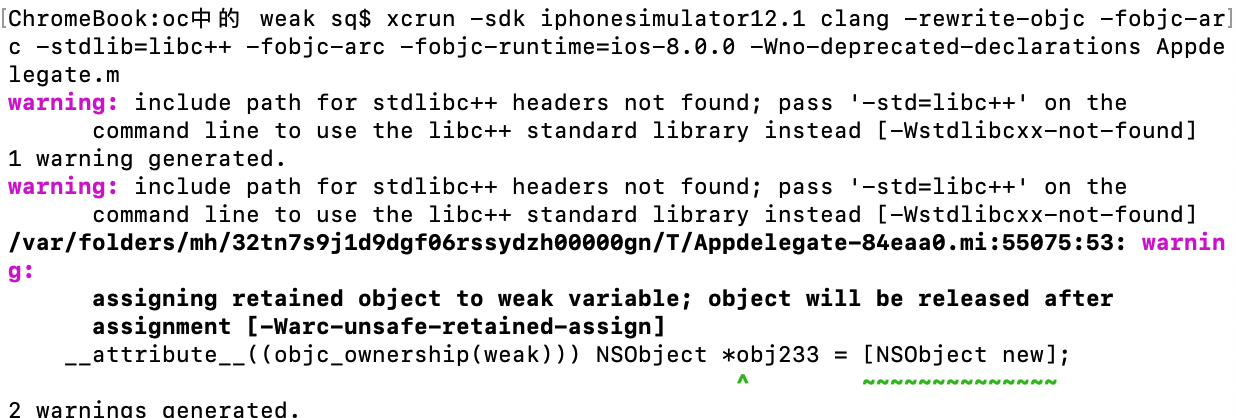 [ChromeBook:oc中的 weak sq$ xcrun -sdk iphonesimulator12.1 clang -rewrite-objc -fobjc-ar]
c -stdlib=libc++ -fobjc-arc -fobjc-runtime=ios-8.0.0 -Wno-deprecated-declarations Appde
legate.m
warning: include path for stdlibc++ headers not found; pass '-std=libc++' on the
command line to use the libc++ standard library instead [-Wstdlibcxx-not-found]
1 warning generated.
warning: include path for stdlibc++ headers not found; pass '-std=libc++' on the
command line to use the libc++ standard library instead [-Wstdlibcxx-not-found]
/var/folders/mh/32tn7s9j1d9dgf06rssydzh00000gn/T/Appdelegate-84eaa0.mi:55075:53: warnin
g:
assigning retained object to weak variable; object will be released after
assignment [-Warc-unsafe-retained-assign]
__attribute__((objc_ownership(weak))) NSObject *obj233 = [NSObject new];
^ ~~~~~~~~~~~~~~
2 warnings generated.